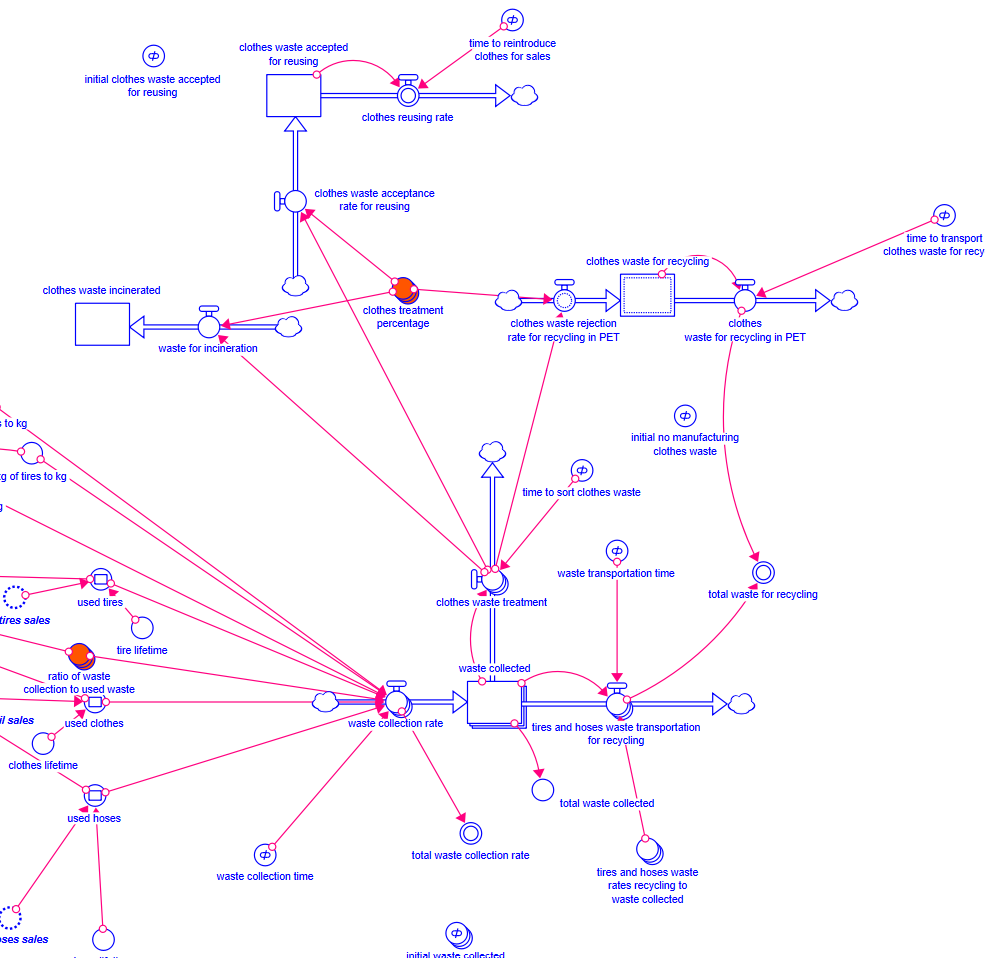 time to reintroduce
clothes for sales
clothes waste accepted
for reusing
initial clothes waste accepted
for reusing
clothes reusing rate
clothes waste acceptance
rate for reusing
time to transport
clothes waste for recy
clothes waste for recycling
clothes waste incinerated
clothes treatment
percentage
clothes waste rejection
rate for recycling in PET
clothes
waste for recycling in PET
waste for incineration
s to kg
initial no manufacturing
clothes waste
kg of tires to kg
time to sort clothes waste
waste transportation time
used tires
clothes waste treatment
total waste for recycling
tires sales
tire lifetime
ratio of waste
collection to used waste
waste collected
used clothes
waste collection rate
tires and hoses waste transportation
for recycling
clothes lifetime
total waste collected
used hoses
total waste collection rate
waste collection time
tires and hoses waste
rates recycling to
waste collected
oses sales
initial waste collected